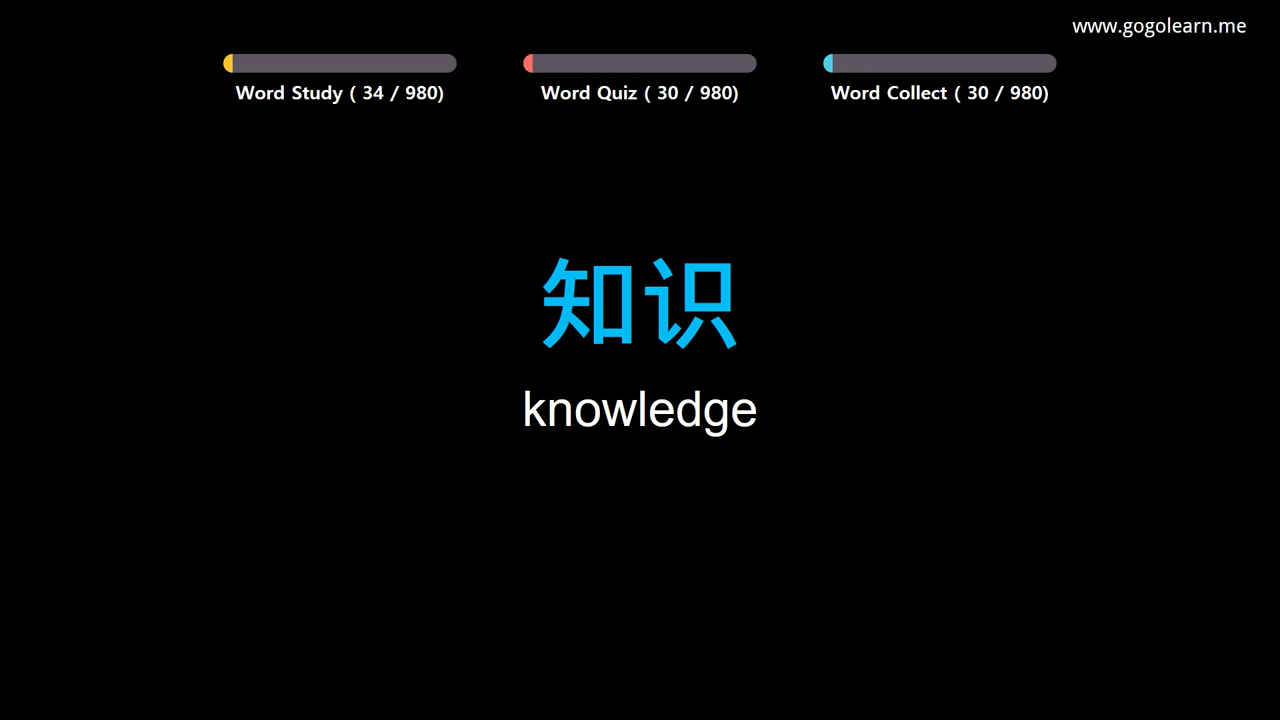 www.gogolearn.me
Word Study ( 34 / 980)
Word Quiz ( 30 / 980)
Word Collect ( 30 / 980)
知识
knowledge